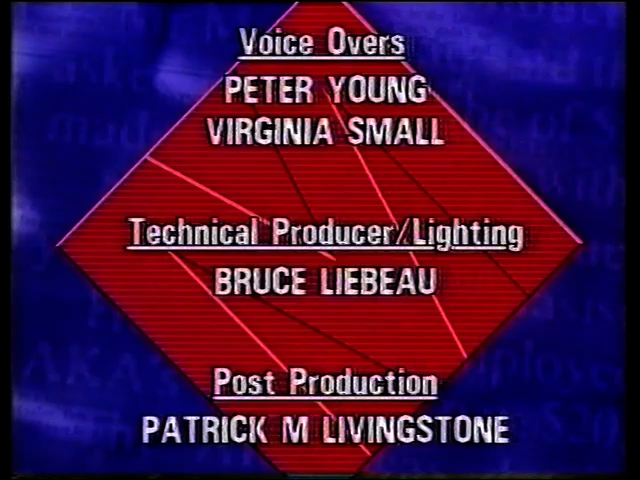 Voice Overs
PETER YOUNG
VIRGINIA SMALL
Technical Producer/Lighting
BRUCE LIEBEAU
Post Production
PATRICK M LIVINGSTONE